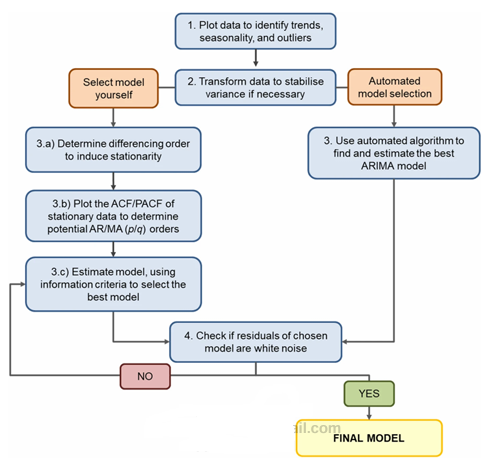 1. Plot data to identify trends,
seasonality, and outliers
Select model
yourself
2. Transform data to stabilise
variance if necessary
Automated
model selection
3.a) Determine differencing order
to induce stationarity
3. Use automated algorithm to
find and estimate the best
ARIMA model
3.b) Plot the ACF/PACF of
stationary data to determine
potential AR/MA (p/q) orders
3.c) Estimate model, using
information criteria to select the
best model
4. Check if residuals of chosen
model are white noise
NO
YES
il.com
FINAL MODEL